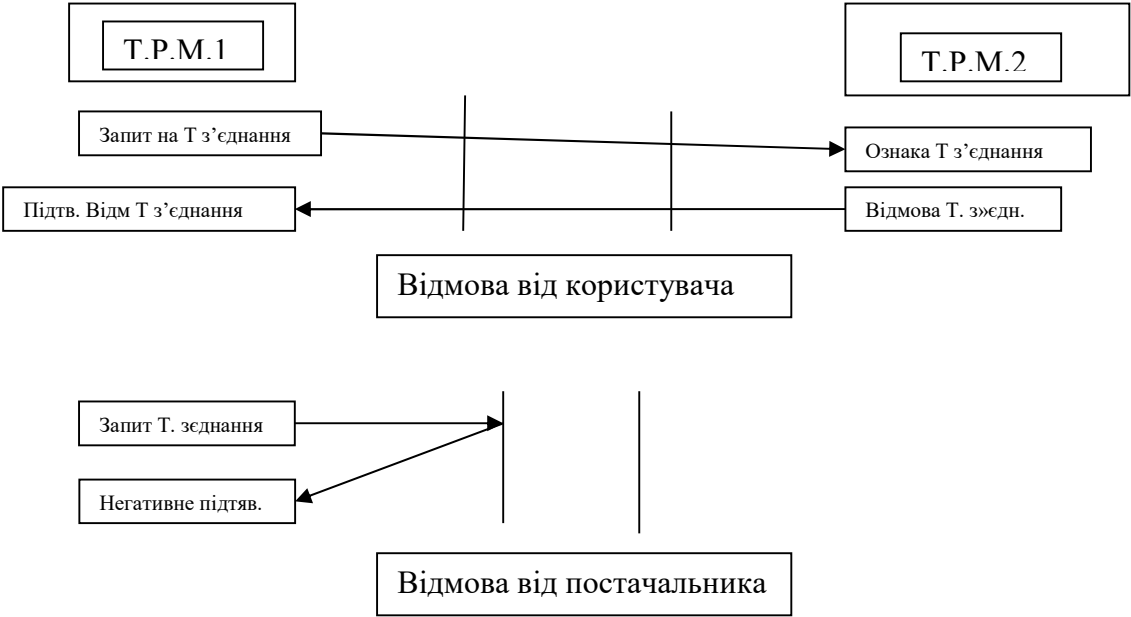 Т.Р.М.1
Т.Р.М.2
Запит на Т з’єднання
Ознака Т з’єднання
Підтв. Відм Т з’єднання
Відмова Т. з»єдн.
Відмова від користувача
Запит Т. зєднання
Негативне підтяв.
Відмова від постачальника